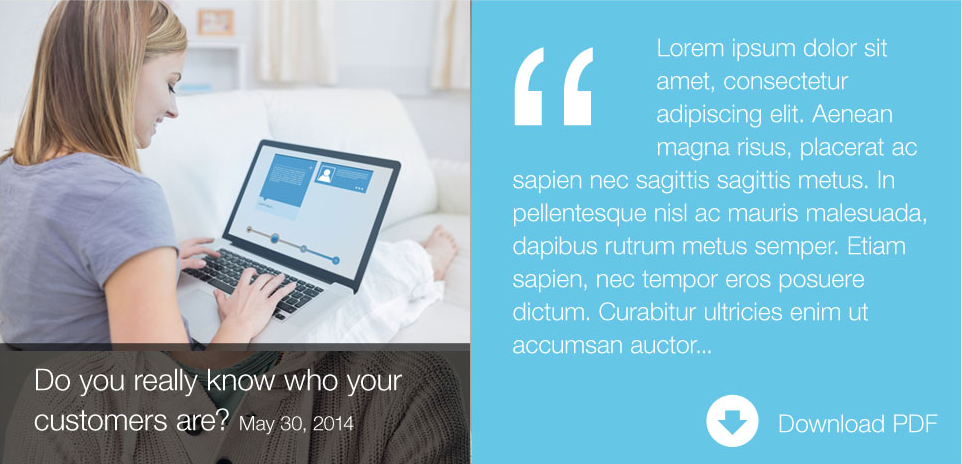 Do you really know who your
customers are? May 30, 2014
“
Lorem ipsum dolor sit
amet, consectetur
adipiscing elit. Aenean
magna risus, placerat ac
sapien nec sagittis sagittis metus. In
pellentesque nisl ac mauris malesuada,
dapibus rutrum metus semper. Etiam
sapien, nec tempor eros posuere
dictum. Curabitur ultricies enim ut
accumsan auctor...
Download PDF